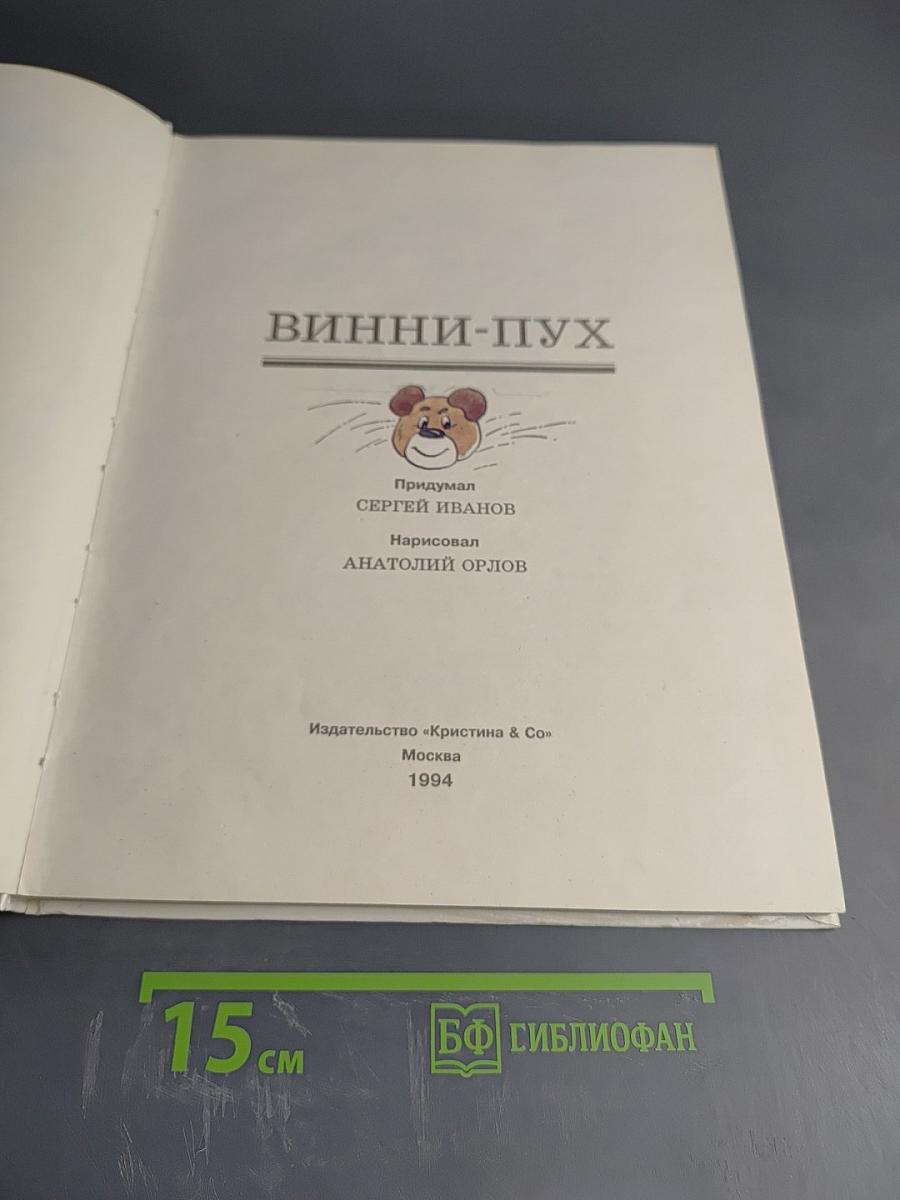 ВИННИ-ПУХ
Придумал
СЕРГЕЙ ИВАНОВ
Нарисовал
АНАТОЛИЙ ОРЛОВ
Издательство «Кристина & Со»
Москва
1994
15 см
БФ БИБЛИОФАН